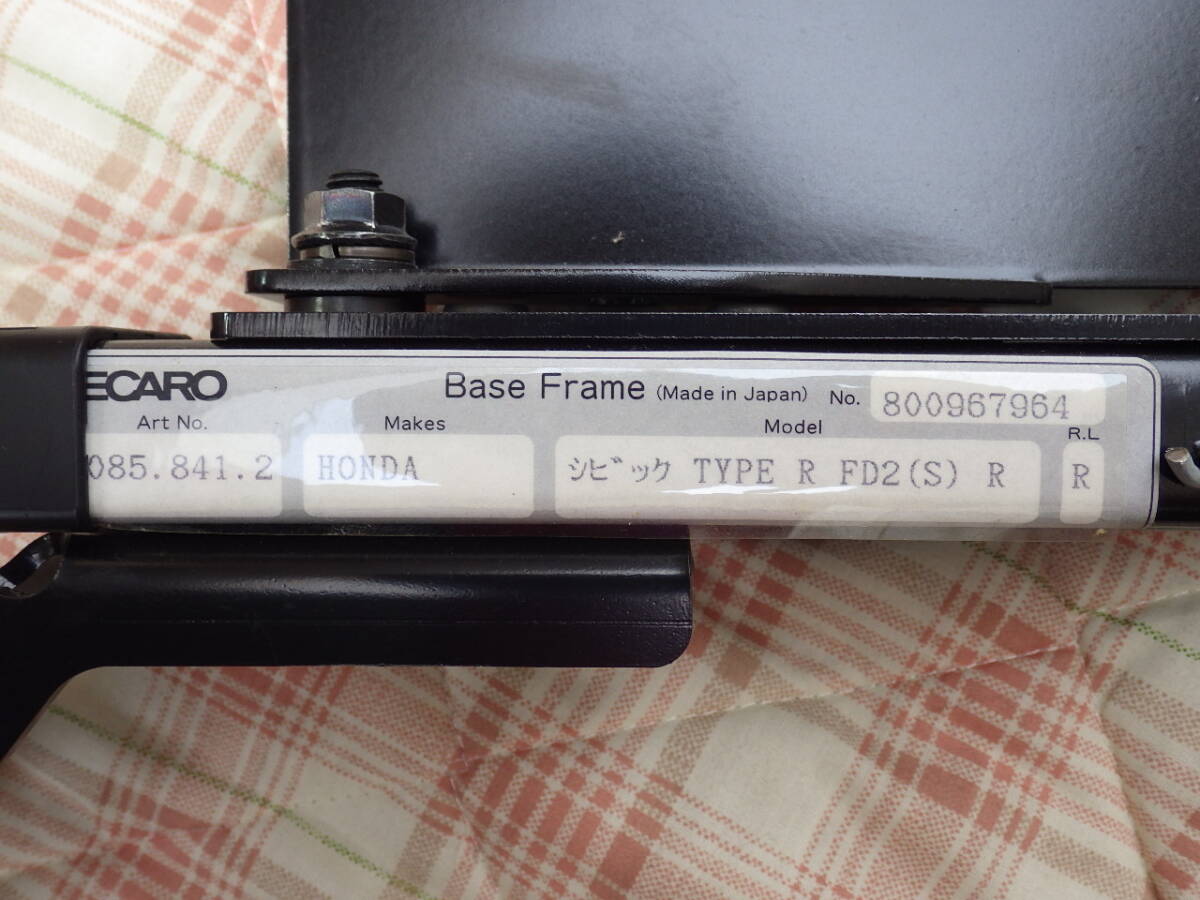 ECARO Base Frame (Made in Japan) No. 800967964
Art No. Makes Model R.L
085.841.2 HONDA シビック TYPE R FD2(S) R R